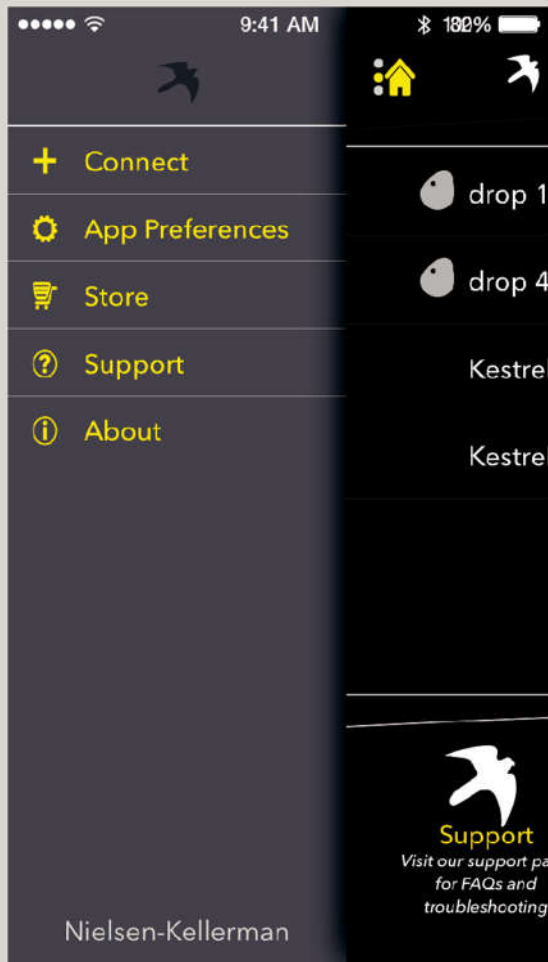 9:41 AM
Connect
App Preferences
Store
Support
About
Nielsen-Kellerman
drop 1
drop 4
Kestrel
Kestrel
Support
Visit our support pa
for FAQs and
troubleshooting